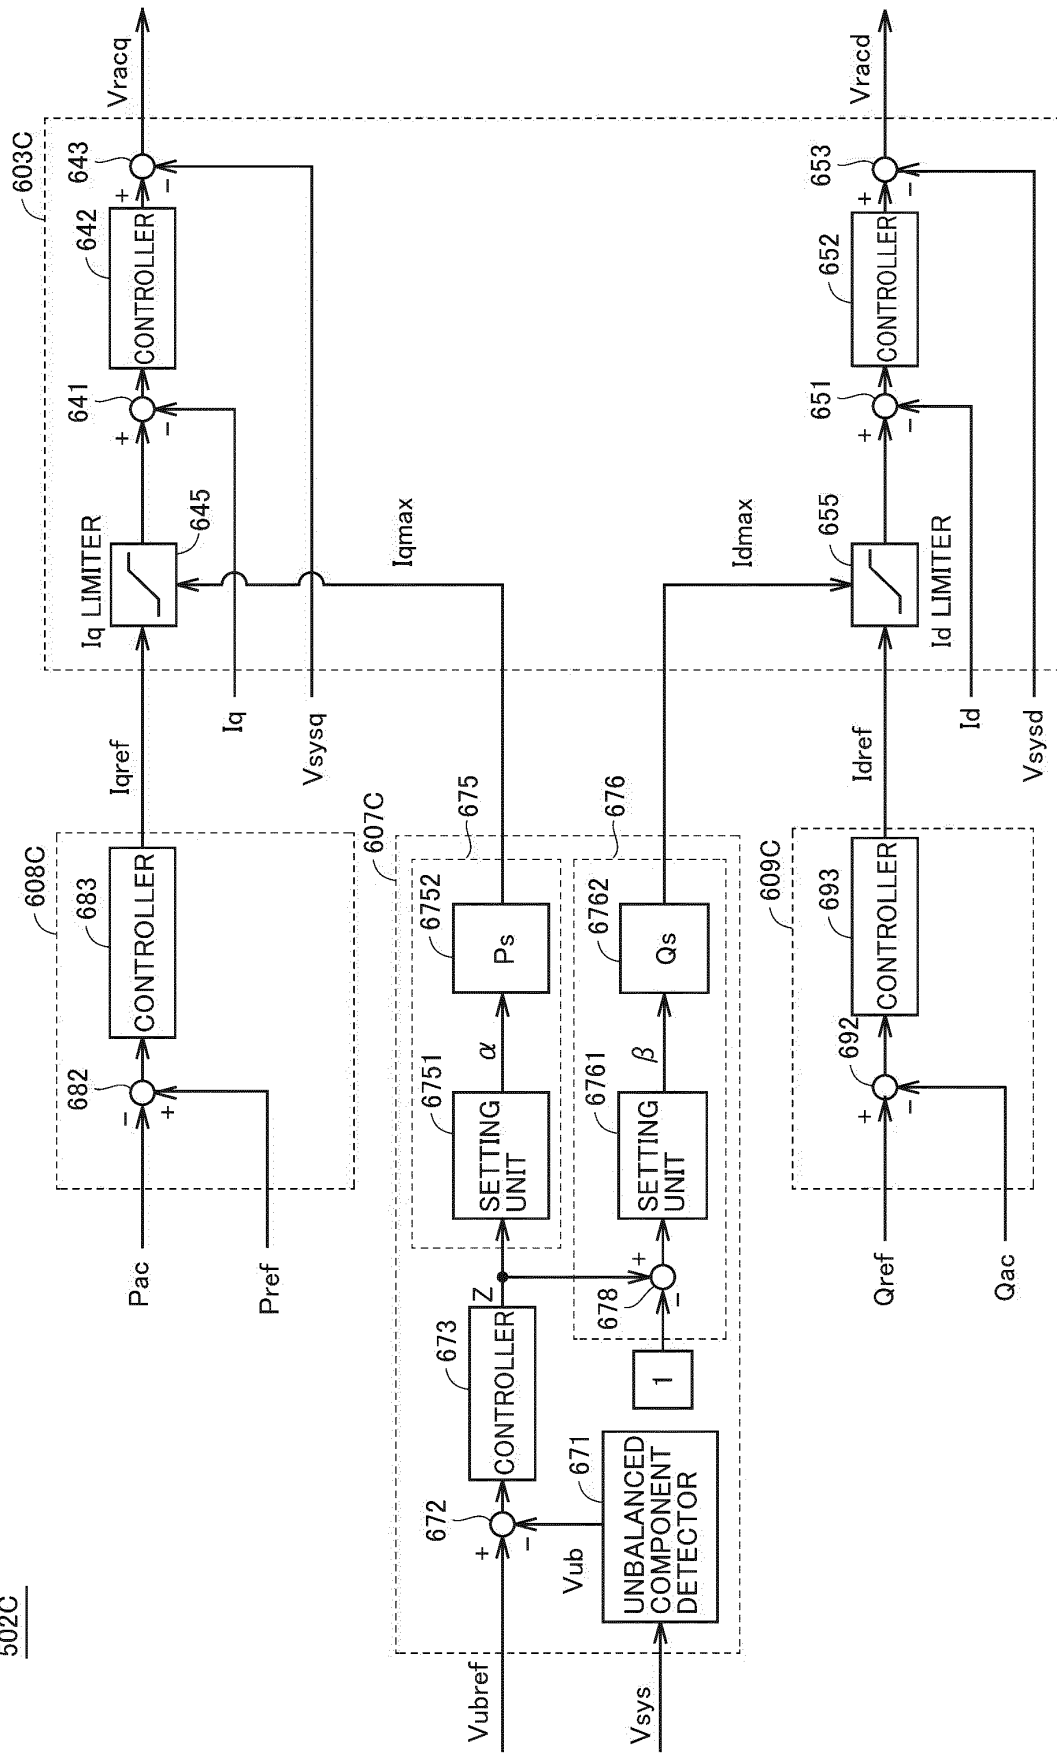 502C
608C
Pac
Pref
682
−
+
683
CONTROLLER
Iqref
603C
Iq LIMITER
645
641
+
−
642
CONTROLLER
643
+
−
Vracq
Iq
Vsysq
607C
Vubref
Vsys
672
+
−
Vub
671
UNBALANCED
COMPONENT
DETECTOR
673
CONTROLLER
Z
1
678
+
−
675
6751
SETTING
UNIT
α
6752
Ps
Iqmax
676
6761
SETTING
UNIT
β
6762
Qs
Idmax
609C
Qref
Qac
692
+
−
693
CONTROLLER
Idref
655
Id LIMITER
651
+
−
652
CONTROLLER
653
+
−
Vracd
Id
Vsysd